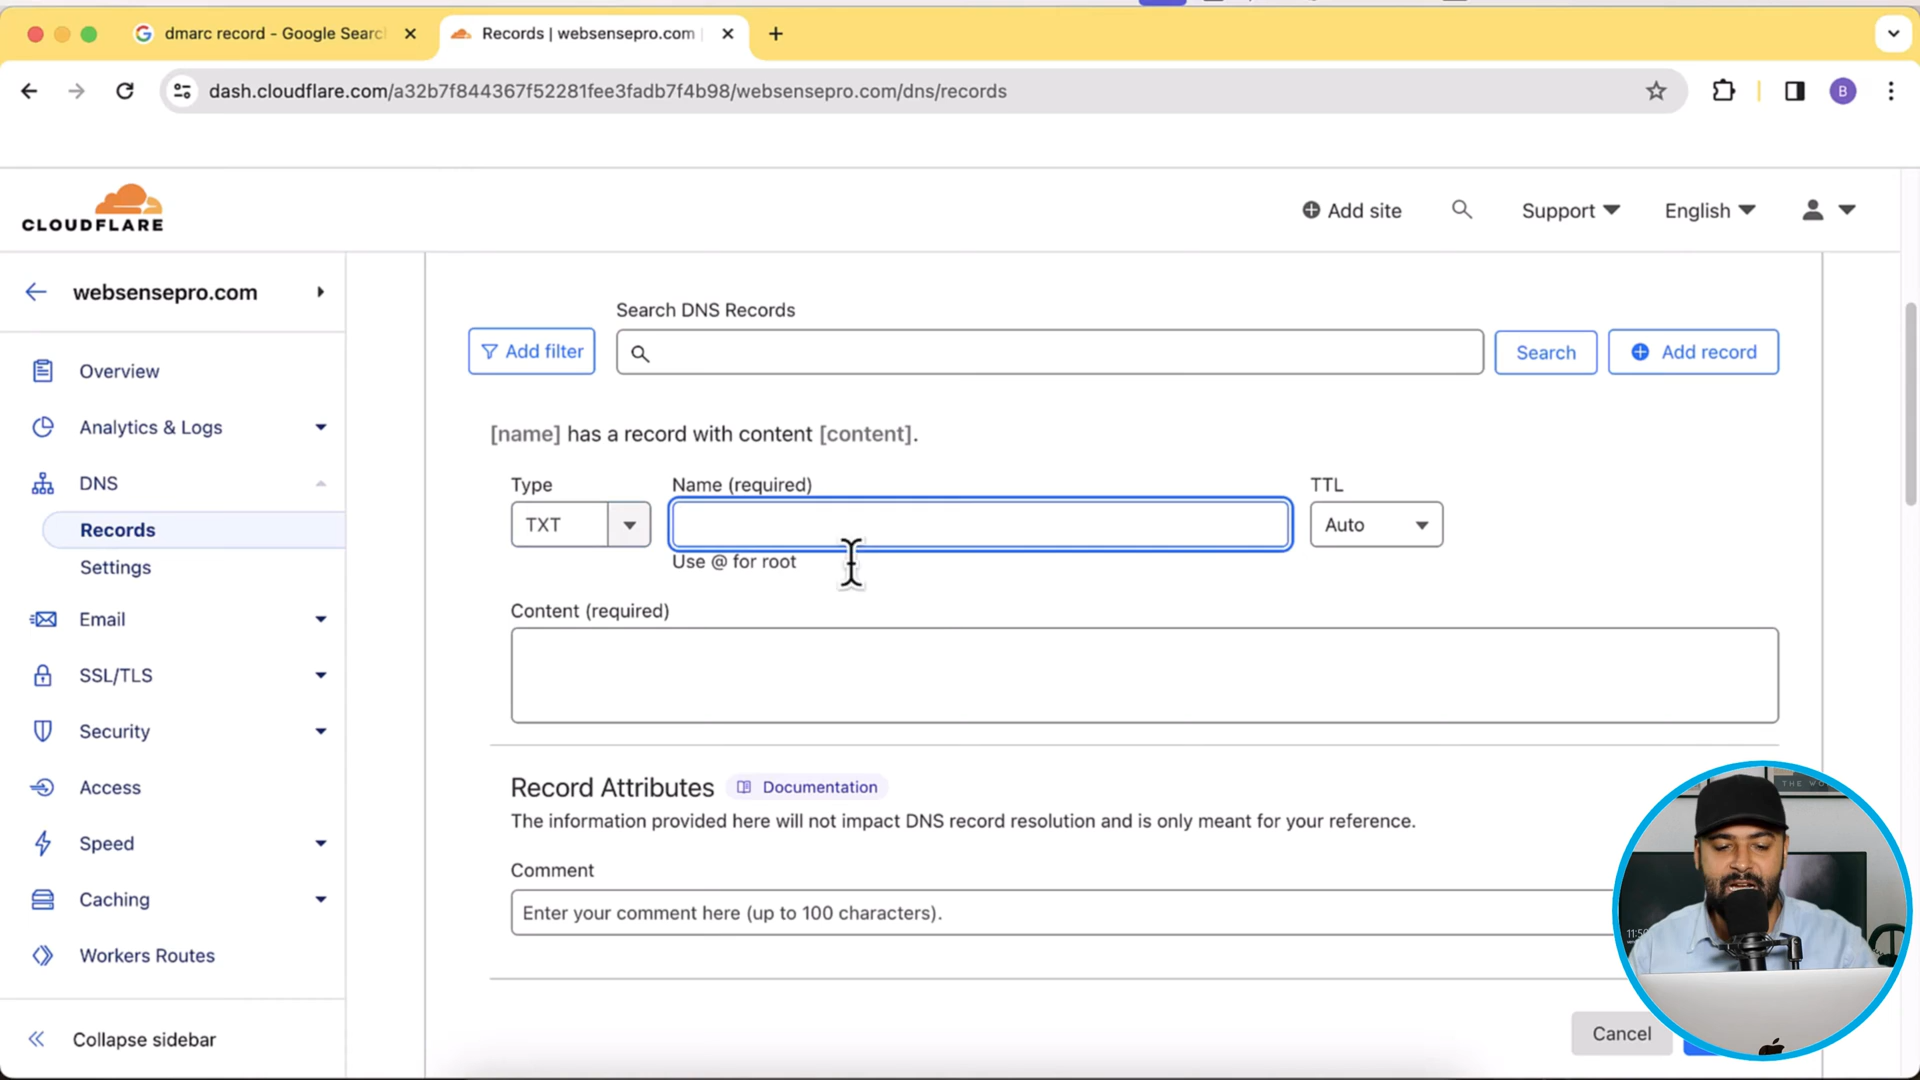 dmarc record - Google Searc
Records | websensepro.com |
dash.cloudflare.com/a32b7f844367f52281fee3fadb7f4b98/websensepro.com/dns/records
B
CLOUDFLARE
Add site
Support
English
websensepro.com
Overview
Analytics & Logs
DNS
Records
Settings
Email
SSL/TLS
Security
Access
Speed
Caching
Workers Routes
Collapse sidebar
Search DNS Records
Add filter
Search
Add record
[name] has a record with content [content].
Type
Name (required)
TTL
TXT
Auto
Use @ for root
Content (required)
Record Attributes
Documentation
The information provided here will not impact DNS record resolution and is only meant for your reference.
Comment
Enter your comment here (up to 100 characters).
Cancel
THE WO